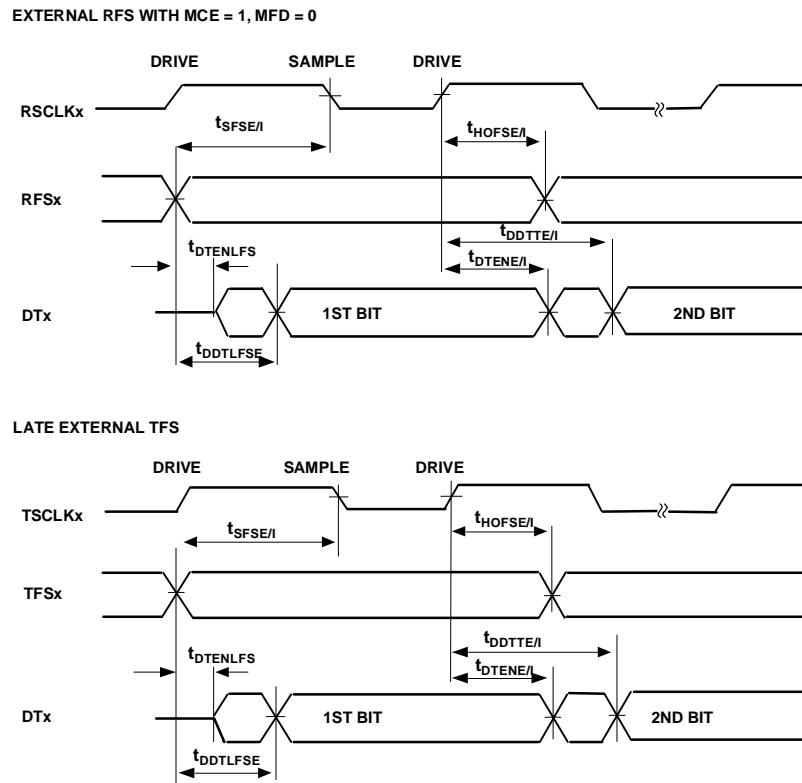 EXTERNAL RFS WITH MCE = 1, MFD = 0
DRIVE SAMPLE DRIVE
RSCLKx
tSFSE/I tHOFSE/I
RFSx
tDDTTE/I
tDTENLFS tDTENE/I
DTx 1ST BIT 2ND BIT
tDDTLFSE
LATE EXTERNAL TFS
DRIVE SAMPLE DRIVE
TSCLKx
tSFSE/I tHOFSE/I
TFSx
tDDTTE/I
tDTENLFS tDTENE/I
DTx 1ST BIT 2ND BIT
tDDTLFSE